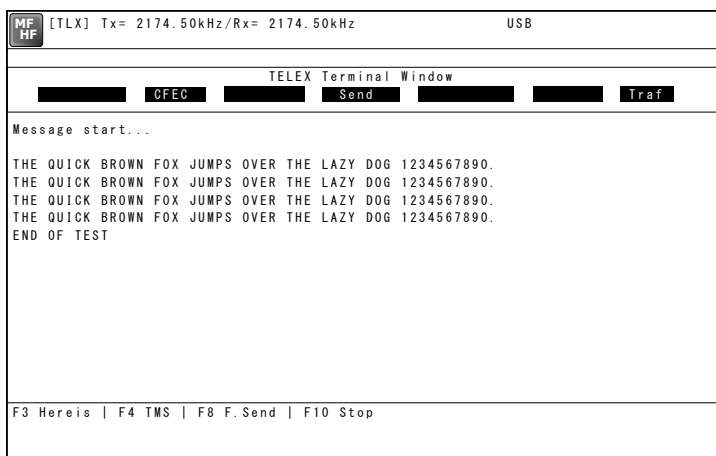 MF HF [TLX] Tx= 2174.50kHz/Rx= 2174.50kHz USB
TELEX Terminal Window
CFEC Send Traf
Message start...
THE QUICK BROWN FOX JUMPS OVER THE LAZY DOG 1234567890.
THE QUICK BROWN FOX JUMPS OVER THE LAZY DOG 1234567890.
THE QUICK BROWN FOX JUMPS OVER THE LAZY DOG 1234567890.
THE QUICK BROWN FOX JUMPS OVER THE LAZY DOG 1234567890.
END OF TEST
F3 Hereis | F4 TMS | F8 F.Send | F10 Stop